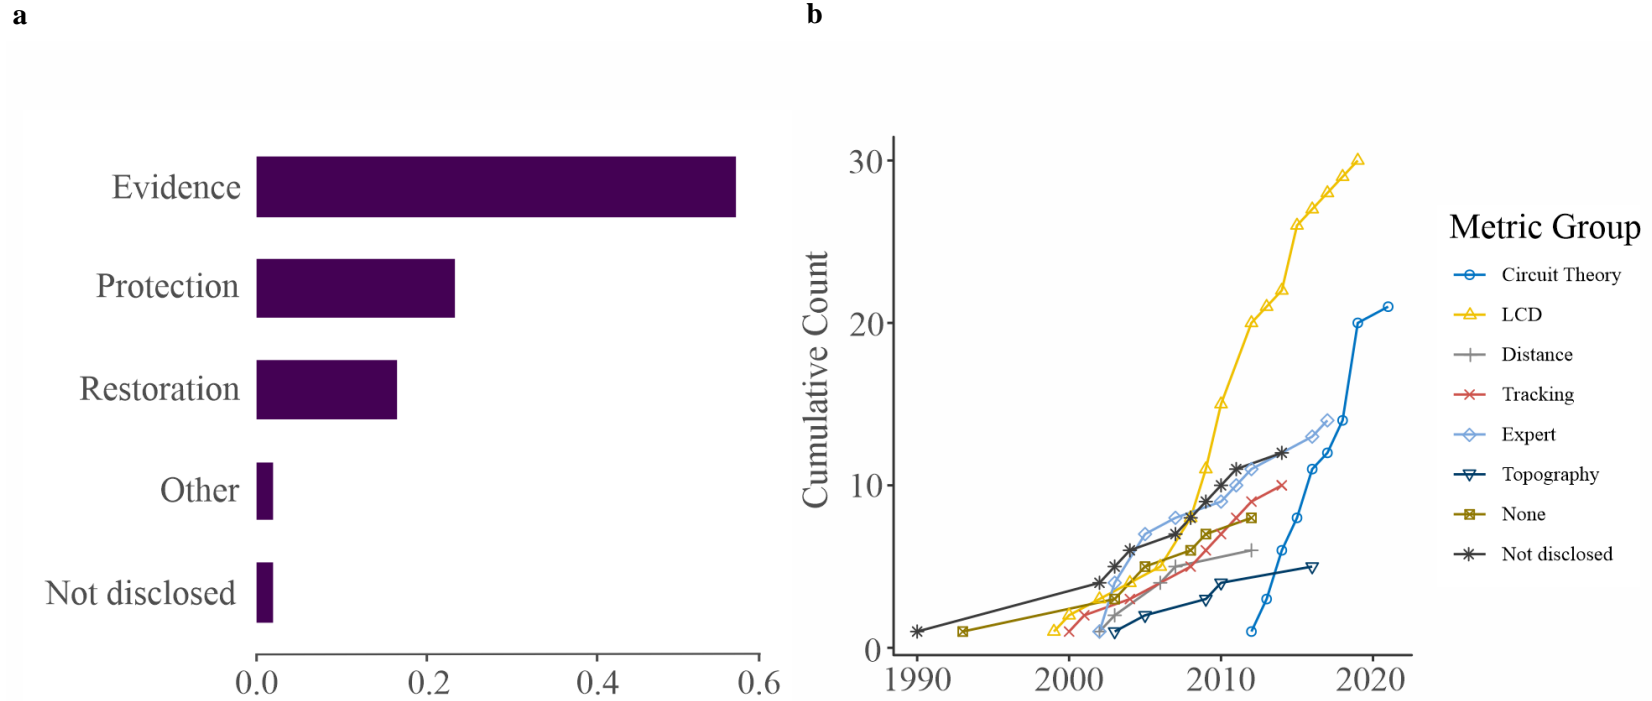 a
Evidence
Protection
Restoration
Other
Not disclosed
0.0 0.2 0.4 0.6
b
Cumulative Count
30
20
10
0
1990 2000 2010 2020
Metric Group
Circuit Theory
LCD
Distance
Tracking
Expert
Topography
None
Not disclosed